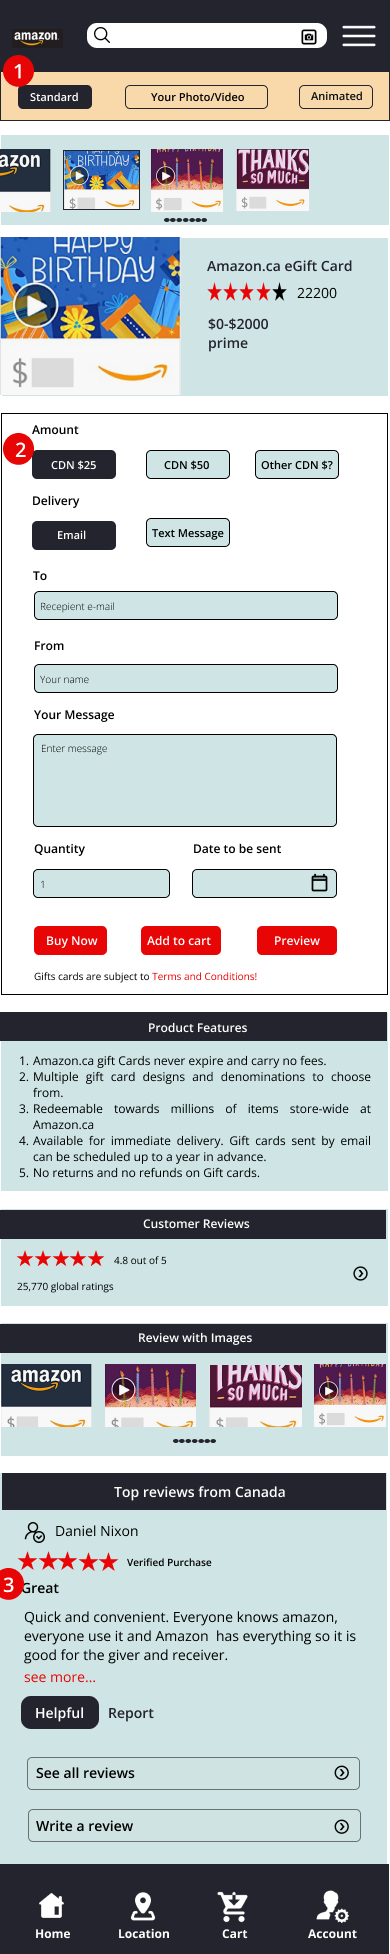 amazon
1
Standard
Your Photo/Video
Animated
azon
BIRTHDAY
$
BIRTHDAY PARTY
$
THANKS
SO MUCH
$
HAPPY
BIRTHDAY
$
Amazon.ca eGift Card
22200
$0-$2000
prime
Amount
2
CDN $25
CDN $50
Other CDN $?
Delivery
Email
Text Message
To
Recepient e-mail
From
Your name
Your Message
Enter message
Quantity
Date to be sent
1
Buy Now
Add to cart
Preview
Gifts cards are subject to Terms and Conditions!
Product Features
1. Amazon.ca gift Cards never expire and carry no fees.
2. Multiple gift card designs and denominations to choose
from.
3. Redeemable towards millions of items store-wide at
Amazon.ca
4. Available for immediate delivery. Gift cards sent by email
can be scheduled up to a year in advance.
5. No returns and no refunds on Gift cards.
Customer Reviews
4.8 out of 5
25,770 global ratings
Review with Images
amazon
$
$
THANKS
SO MUCH
$
$
Top reviews from Canada
Daniel Nixon
Verified Purchase
3
Great
Quick and convenient. Everyone knows amazon,
everyone use it and Amazon has everything so it is
good for the giver and receiver.
see more...
Helpful
Report
See all reviews
Write a review
Home
Location
Cart
Account